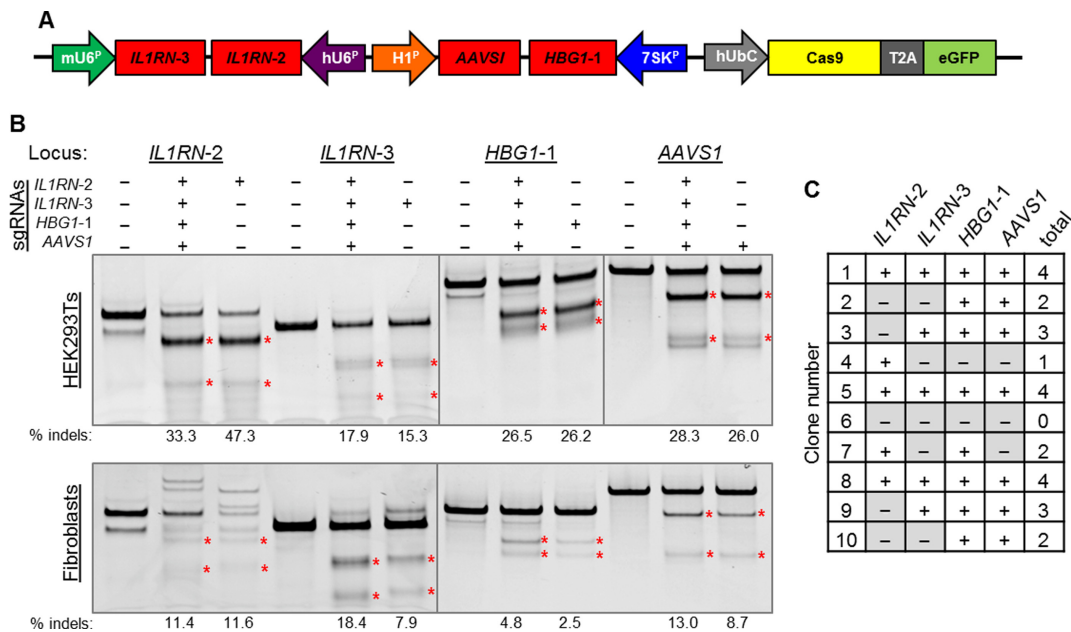 A
mU6ᴾ IL1RN-3 IL1RN-2 hU6ᴾ H1ᴾ AAVS1 HBG1-1 7SKᴾ hUbC Cas9 T2A eGFP
B
Locus: IL1RN-2 IL1RN-3 HBG1-1 AAVS1
sgRNAs
IL1RN-2 – + + – + – – + – – + –
IL1RN-3 – + – – + + – + – – + –
HBG1-1 – + – – + – – + + – + –
AAVS1 – + – – + – – + – – + +
HEK293Ts
* * * * * * * * * * * * * * * *
% indels: 33.3 47.3 17.9 15.3 26.5 26.2 28.3 26.0
Fibroblasts
* * * * * * * * * * * * * * * *
% indels: 11.4 11.6 18.4 7.9 4.8 2.5 13.0 8.7
C
IL1RN-2 IL1RN-3 HBG1-1 AAVS1 total
Clone number
1 + + + + 4
2 – – + + 2
3 – + + + 3
4 + – – – 1
5 + + + + 4
6 – – – – 0
7 + – + – 2
8 + + + + 4
9 – + + + 3
10 – – + + 2